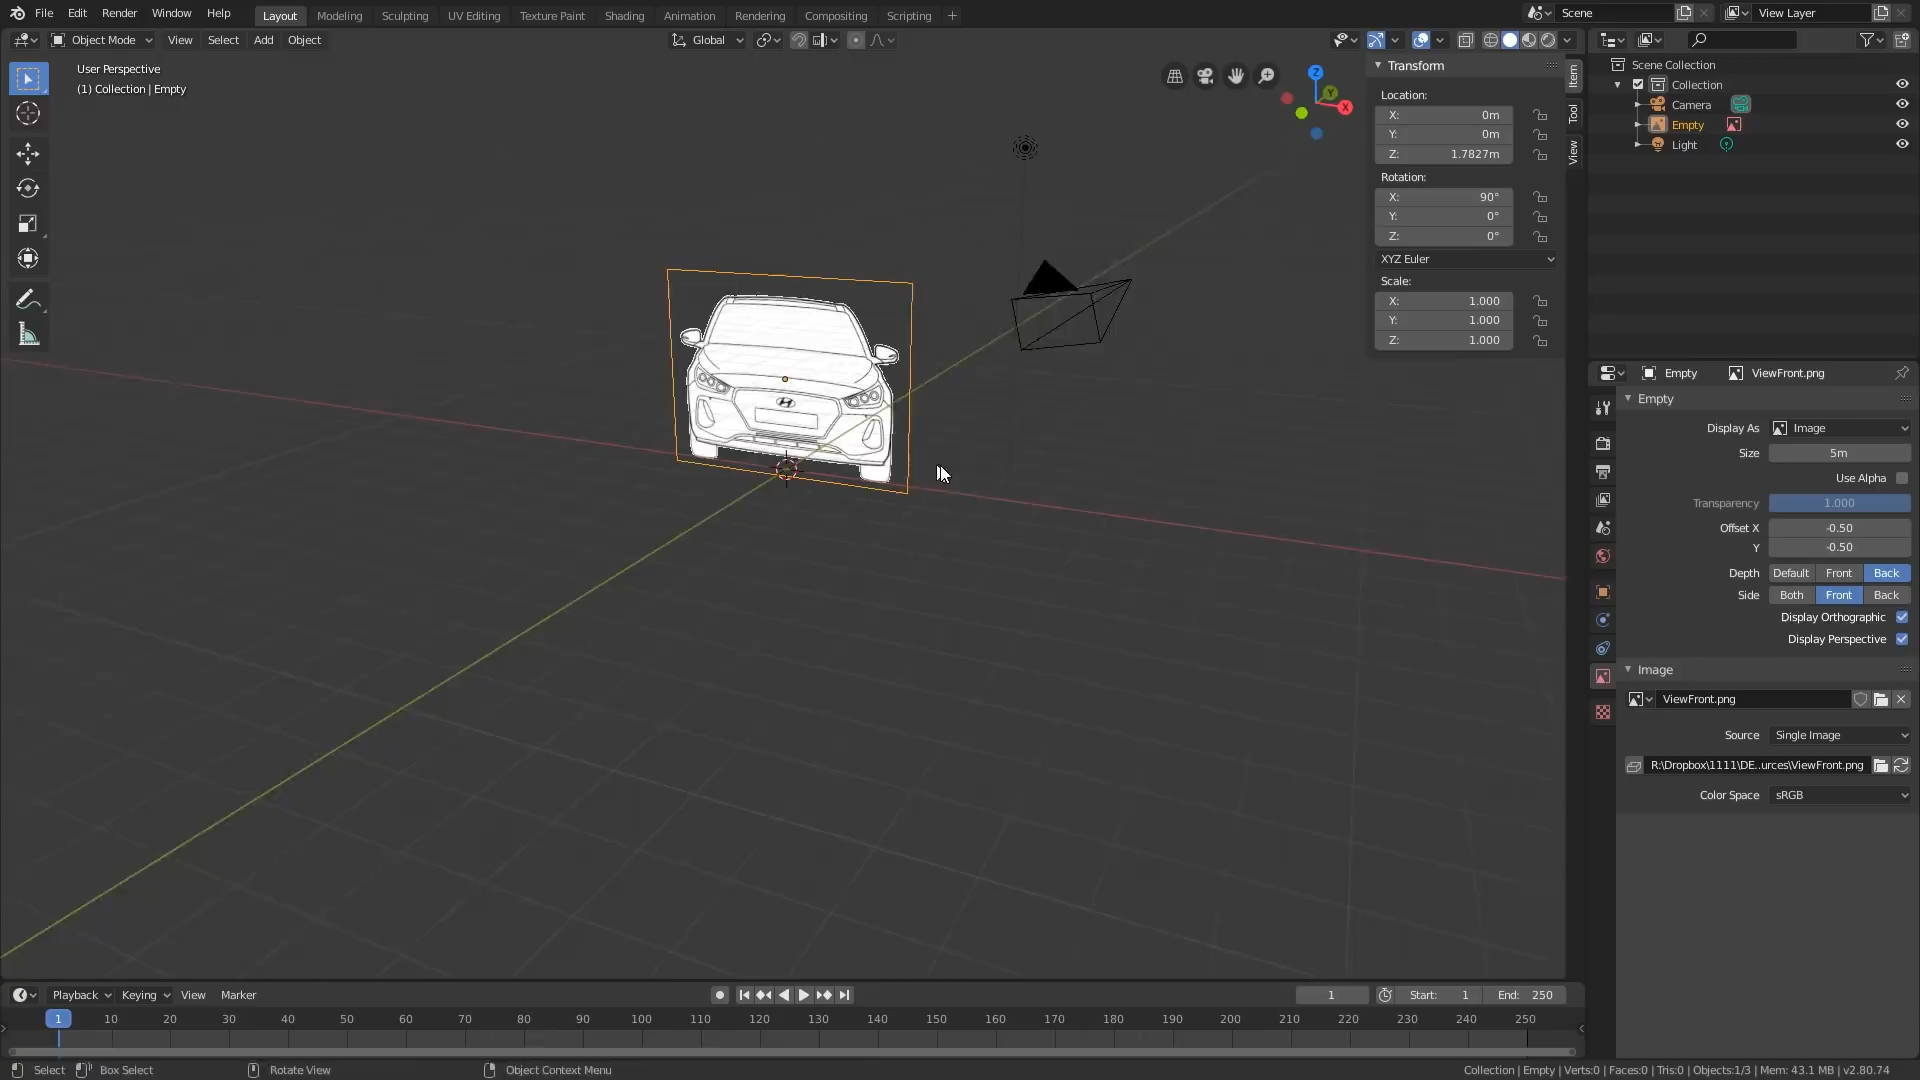 File Edit Render Window Help Layout Modeling Sculpting UV Editing Texture Paint Shading Animation Rendering Compositing Scripting + Scene View Layer
Object Mode View Select Add Object Global
User Perspective
(1) Collection | Empty
Z
Y
X
Transform
Location:
X: 0m
Y: 0m
Z: 1.7827m
Rotation:
X: 90°
Y: 0°
Z: 0°
XYZ Euler
Scale:
X: 1.000
Y: 1.000
Z: 1.000
Item
Tool
View
Scene Collection
Collection
Camera
Empty
Light
Empty ViewFront.png
Empty
Display As Image
Size 5m
Use Alpha
Transparency 1.000
Offset X -0.50
Y -0.50
Depth Default Front Back
Side Both Front Back
Display Orthographic
Display Perspective
Image
ViewFront.png
Source Single Image
R:\Dropbox\1111\DE..urces\ViewFront.png
Color Space sRGB
Playback Keying View Marker 1 Start: 1 End: 250
1 10 20 30 40 50 60 70 80 90 100 110 120 130 140 150 160 170 180 190 200 210 220 230 240 250
Select Box Select Rotate View Object Context Menu Collection | Empty | Verts:0 | Faces:0 | Tris:0 | Objects:1/3 | Mem: 43.1 MB | v2.80.74